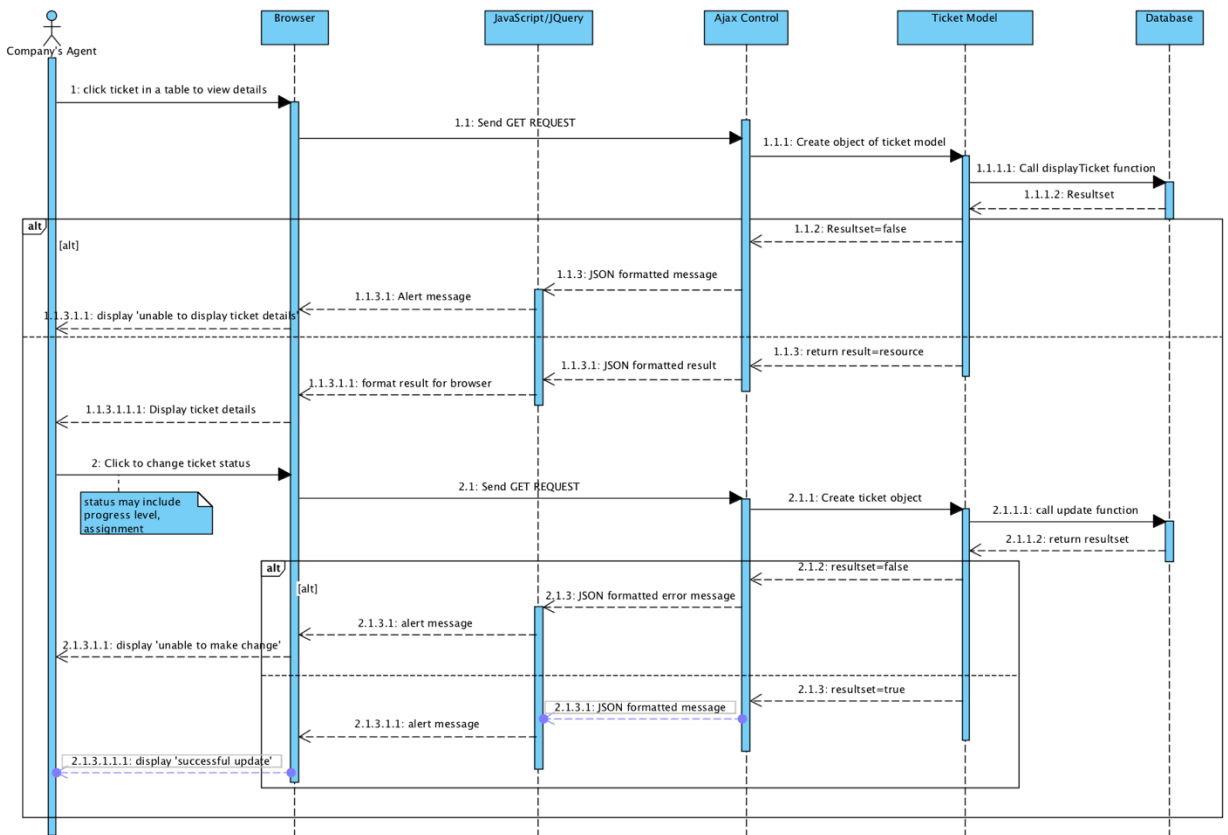 Browser
JavaScript/JQuery
Ajax Control
Ticket Model
Database
Company's Agent
1: click ticket in a table to view details
1.1: Send GET REQUEST
1.1.1: Create object of ticket model
1.1.1.1: Call displayTicket function
1.1.1.2: Resultset
alt
[alt]
1.1.2: Resultset=false
1.1.3: JSON formatted message
1.1.3.1: Alert message
1.1.3.1.1: display 'unable to display ticket details'
1.1.3: return result=resource
1.1.3.1: JSON formatted result
1.1.3.1.1: format result for browser
1.1.3.1.1.1: Display ticket details
2: Click to change ticket status
status may include
progress level,
assignment
2.1: Send GET REQUEST
2.1.1: Create ticket object
2.1.1.1: call update function
2.1.1.2: return resultset
alt
[alt]
2.1.2: resultset=false
2.1.3: JSON formatted error message
2.1.3.1: alert message
2.1.3.1.1: display 'unable to make change'
2.1.3: resultset=true
2.1.3.1: JSON formatted message
2.1.3.1.1: alert message
2.1.3.1.1.1: display 'successful update'